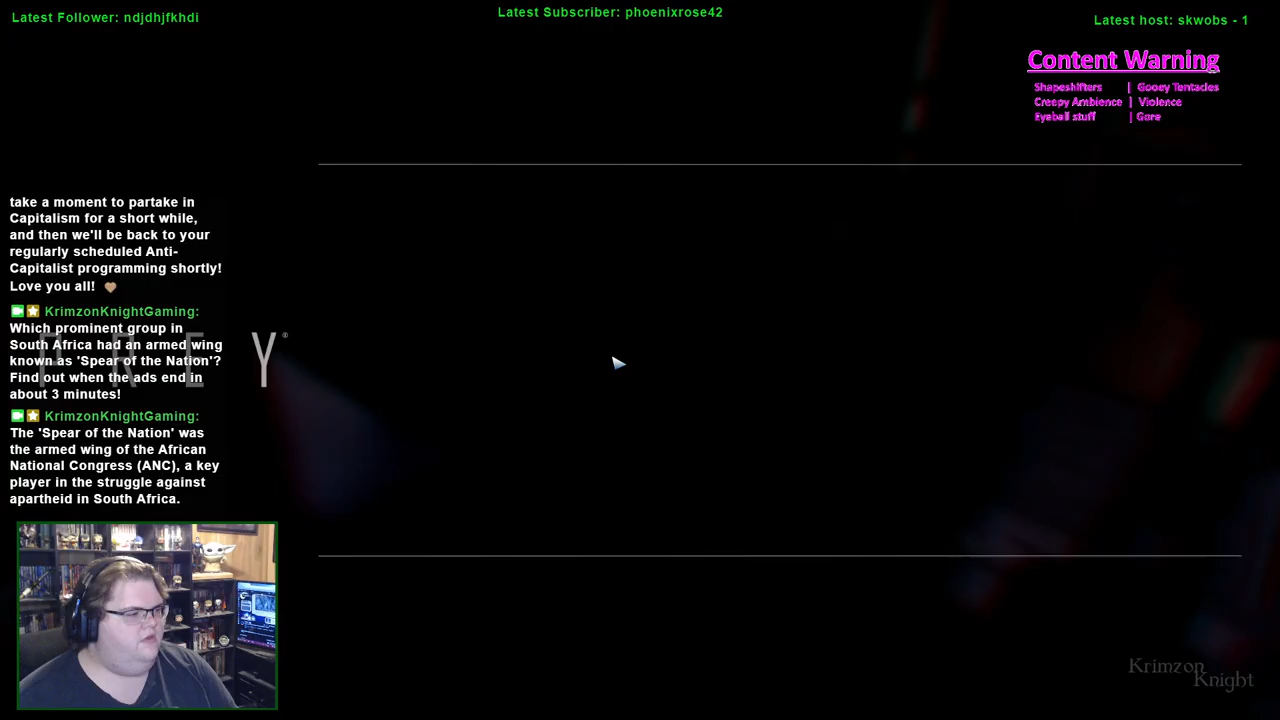 Latest Follower: ndjdhjfkhdi
Latest Subscriber: phoenixrose42
Latest host: skwobs - 1
Content Warning
Shapeshifters | Gooey Tentacles
Creepy Ambience | Violence
Eyeball stuff | Gore
take a moment to partake in
Capitalism for a short while,
and then we'll be back to your
regularly scheduled Anti-
Capitalist programming shortly!
Love you all!
KrimzonKnightGaming:
Which prominent group in
South Africa had an armed wing
known as 'Spear of the Nation'?
Find out when the ads end in
about 3 minutes!
PREY®
KrimzonKnightGaming:
The 'Spear of the Nation' was
the armed wing of the African
National Congress (ANC), a key
player in the struggle against
apartheid in South Africa.
Krimzon
Knight